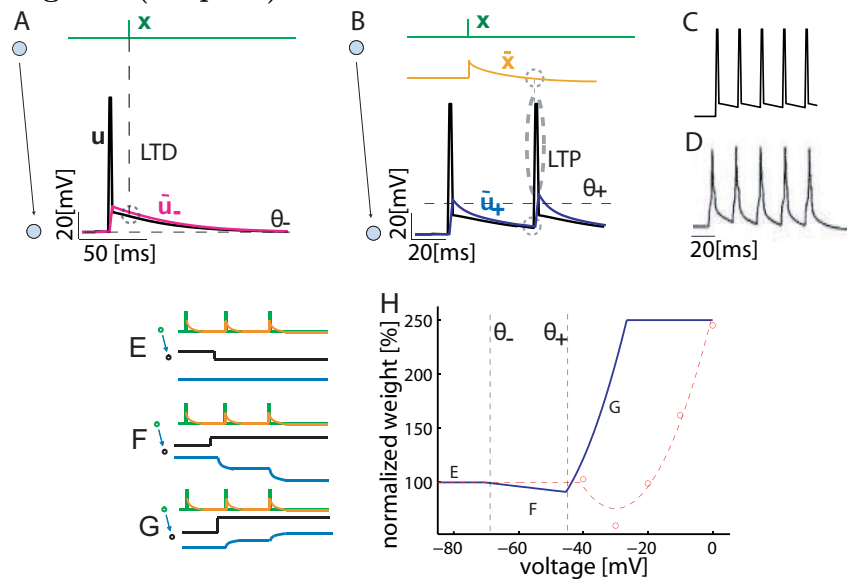 A
x
u
LTD
ū₋
θ₋
20[mV]
50 [ms]
B
x
x̄
LTP
θ₊
ū₊
20[mV]
20[ms]
C
D
20[ms]
E
F
G
H
normalized weight [%]
250
200
150
100
θ₋
θ₊
G
E
F
−80
−60
−40
−20
0
voltage [mV]